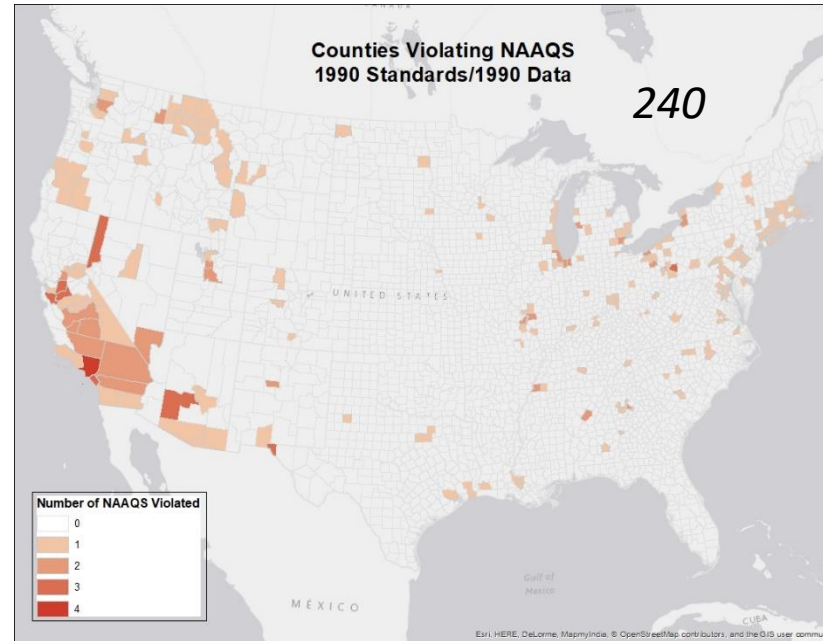 CANADA
Counties Violating NAAQS
1990 Standards/1990 Data
240
UNITED STATES
Number of NAAQS Violated
0
1
2
3
4
Gulf of
Mexico
MÉXICO
CUBA
Esri, HERE, DeLorme, MapmyIndia, © OpenStreetMap contributors, and the GIS user commu